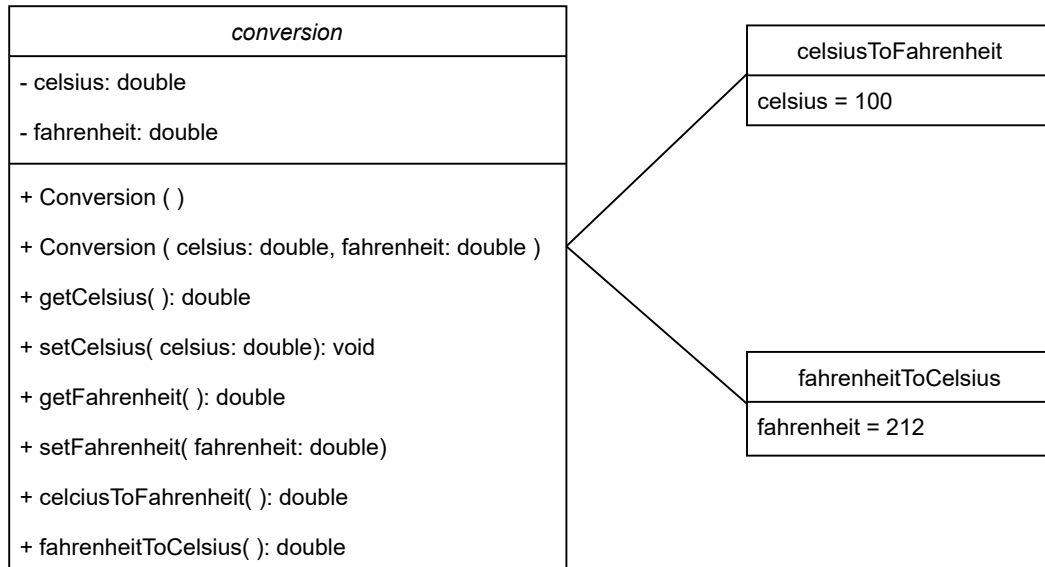 conversion
- celsius: double
- fahrenheit: double
+ Conversion ( )
+ Conversion ( celsius: double, fahrenheit: double )
+ getCelsius( ): double
+ setCelsius( celsius: double): void
+ getFahrenheit( ): double
+ setFahrenheit( fahrenheit: double)
+ celciusToFahrenheit( ): double
+ fahrenheitToCelsius( ): double
celsiusToFahrenheit
celsius = 100
fahrenheitToCelsius
fahrenheit = 212